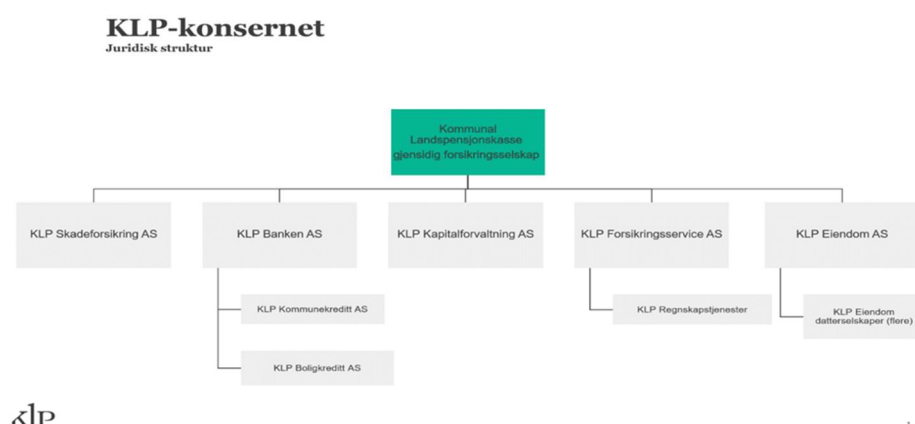 KLP-konsernet
Juridisk struktur
Kommunal
Landspensjonskasse
gjensidig forsikringsselskap
KLP Skadeforsikring AS
KLP Banken AS
KLP Kapitalforvaltning AS
KLP Forsikringsservice AS
KLP Eiendom AS
KLP Kommunekreditt AS
KLP Regnskapstjenester
KLP Eiendom
datterselskaper (flere)
KLP Boligkreditt AS
klp